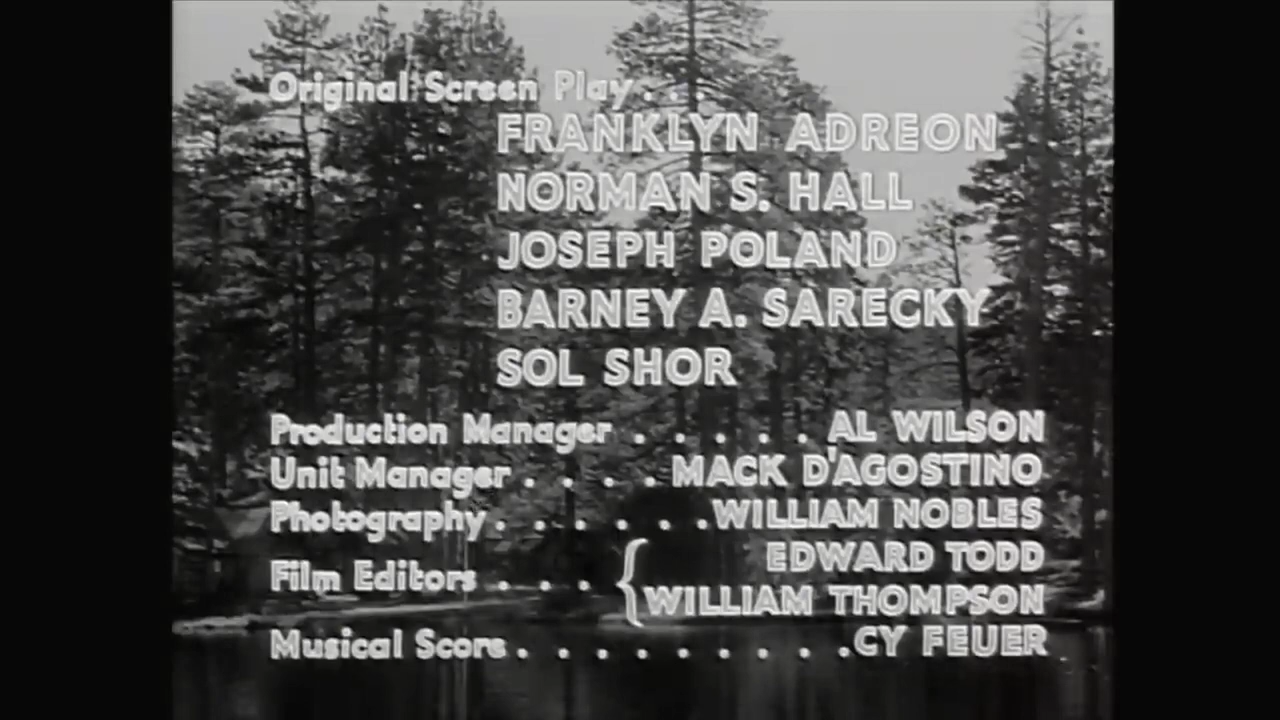 Original Screen Play . .
FRANKLYN ADREON
NORMAN S. HALL
JOSEPH POLAND
BARNEY A. SARECKY
SOL SHOR
Production Manager . . . . . . AL WILSON
Unit Manager . . . . MACK D'AGOSTINO
Photography . . . . . . WILLIAM NOBLES
Film Editors . . . { EDWARD TODD
WILLIAM THOMPSON
Musical Score . . . . . . . . . CY FEUER